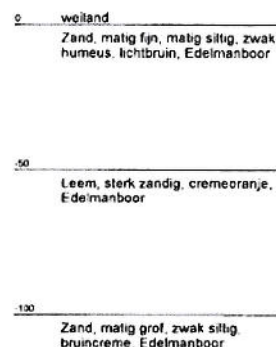 0 weiland
Zand, matig fijn, matig siltig, zwak
humeus, lichtbruin, Edelmanboor
-50
Leem, sterk zandig, cremeoranje,
Edelmanboor
-100
Zand, matig grof, zwak siltig,
bruincreme, Edelmanboor